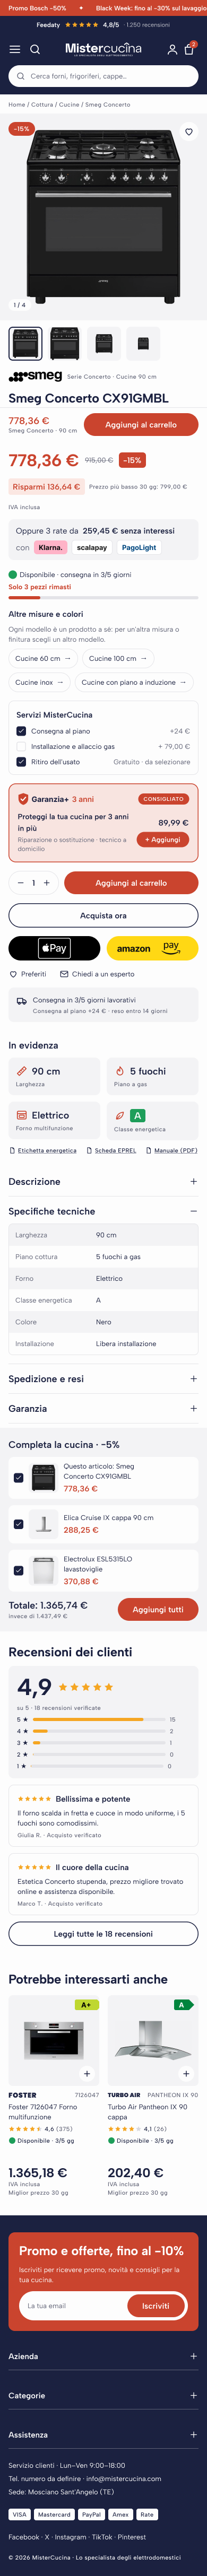 Promo Bosch -50% ✦ Black Week: fino al -30% sul lavaggio
Feedaty ★★★★★ 4,8/5 · 1.250 recensioni
Mistercucina
2
Cerca forni, frigoriferi, cappe...
Home / Cottura / Cucine / Smeg Concerto
-15%
1 / 4
smeg Serie Concerto · Cucine 90 cm
Smeg Concerto CX91GMBL
778,36 €
Smeg Concerto · 90 cm
Aggiungi al carrello
778,36 € 915,00 € -15%
Risparmi 136,64 € Prezzo più basso 30 gg: 799,00 €
IVA inclusa
Oppure 3 rate da 259,45 € senza interessi
con Klarna. scalapay PagoLight
Disponibile · consegna in 3/5 giorni
Solo 3 pezzi rimasti
Altre misure e colori
Ogni modello è un prodotto a sé: per un'altra misura o finitura scegli un altro modello.
Cucine 60 cm → Cucine 100 cm →
Cucine inox → Cucine con piano a induzione →
Servizi MisterCucina
Consegna al piano +24 €
Installazione e allaccio gas + 79,00 €
Ritiro dell'usato Gratuito · da selezionare
Garanzia+ 3 anni CONSIGLIATO
Proteggi la tua cucina per 3 anni in più
Riparazione o sostituzione · tecnico a domicilio
89,99 €
+ Aggiungi
− 1 + Aggiungi al carrello
Acquista ora
Pay amazon pay
Preferiti Chiedi a un esperto
Consegna in 3/5 giorni lavorativi
Consegna al piano +24 € · reso entro 14 giorni
In evidenza
90 cm
Larghezza
5 fuochi
Piano a gas
Elettrico
Forno multifunzione
A
Classe energetica
Etichetta energetica Scheda EPREL Manuale (PDF)
Descrizione +
Specifiche tecniche −
Larghezza 90 cm
Piano cottura 5 fuochi a gas
Forno Elettrico
Classe energetica A
Colore Nero
Installazione Libera installazione
Spedizione e resi +
Garanzia +
Completa la cucina · -5%
Questo articolo: Smeg Concerto CX91GMBL
778,36 €
Elica Cruise IX cappa 90 cm
288,25 €
Electrolux ESL5315LO lavastoviglie
370,88 €
Totale: 1.365,74 €
invece di 1.437,49 €
Aggiungi tutti
Recensioni dei clienti
4,9 ★★★★★
su 5 · 18 recensioni verificate
5 ★ 15
4 ★ 2
3 ★ 1
2 ★ 0
1 ★ 0
★★★★★ Bellissima e potente
Il forno scalda in fretta e cuoce in modo uniforme, i 5 fuochi sono comodissimi.
Giulia R. · Acquisto verificato
★★★★★ Il cuore della cucina
Estetica Concerto stupenda, prezzo migliore trovato online e assistenza disponibile.
Marco T. · Acquisto verificato
Leggi tutte le 18 recensioni
Potrebbe interessarti anche
A+
FOSTER 7126047
Foster 7126047 Forno multifunzione
★★★★★ 4,6 (375)
Disponibile · 3/5 gg
1.365,18 €
IVA inclusa
Miglior prezzo 30 gg
A
TURBO AIR PANTHEON IX 90
Turbo Air Pantheon IX 90 cappa
★★★★★ 4,1 (26)
Disponibile · 3/5 gg
202,40 €
IVA inclusa
Miglior prezzo 30 gg
Promo e offerte, fino al -10%
Iscriviti per ricevere promo, novità e consigli per la tua cucina.
La tua email Iscriviti
Azienda +
Categorie +
Assistenza +
Servizio clienti · Lun–Ven 9:00–18:00
Tel. numero da definire · info@mistercucina.com
Sede: Mosciano Sant'Angelo (TE)
VISA Mastercard PayPal Amex Rate
Facebook · X · Instagram · TikTok · Pinterest
© 2026 MisterCucina · Lo specialista degli elettrodomestici